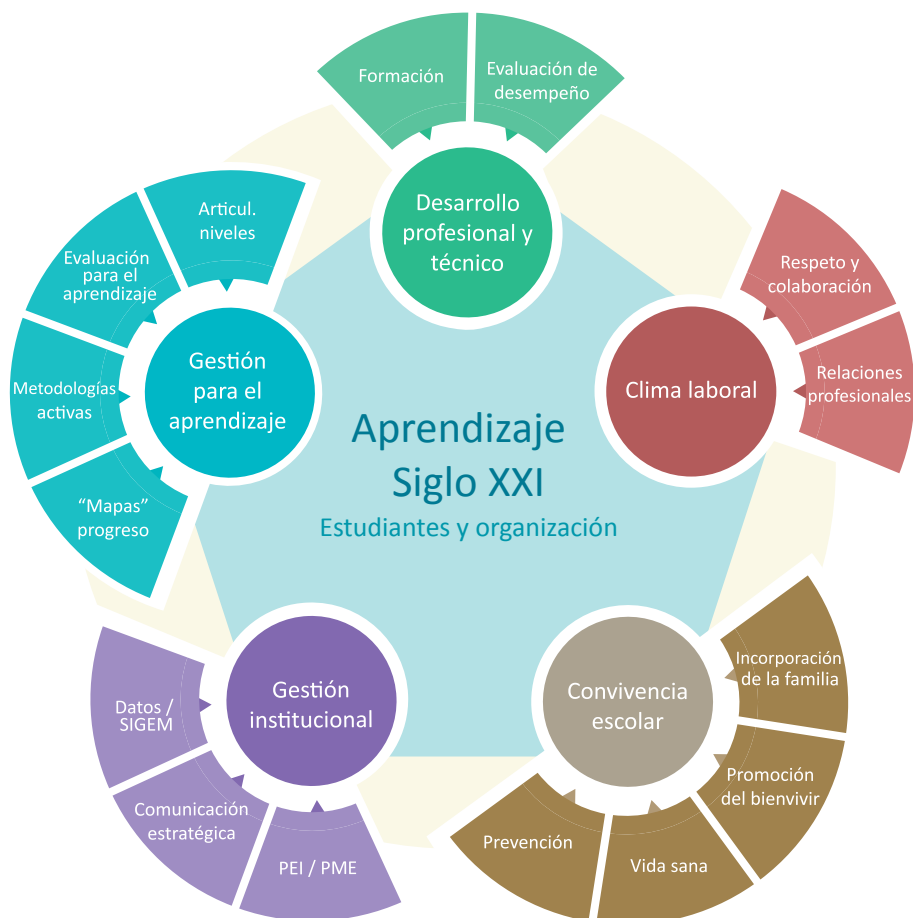 Formación
Evaluación de
desempeño
Desarrollo
profesional y
técnico
Articul.
niveles
Evaluación
para el
aprendizaje
Metodologías
activas
“Mapas”
progreso
Gestión
para el
aprendizaje
Respeto y
colaboración
Relaciones
profesionales
Clima laboral
Aprendizaje
Siglo XXI
Estudiantes y organización
Gestión
institucional
Datos /
SIGEM
Comunicación
estratégica
PEI / PME
Convivencia
escolar
Incorporación
de la familia
Promoción
del bienvivir
Vida sana
Prevención